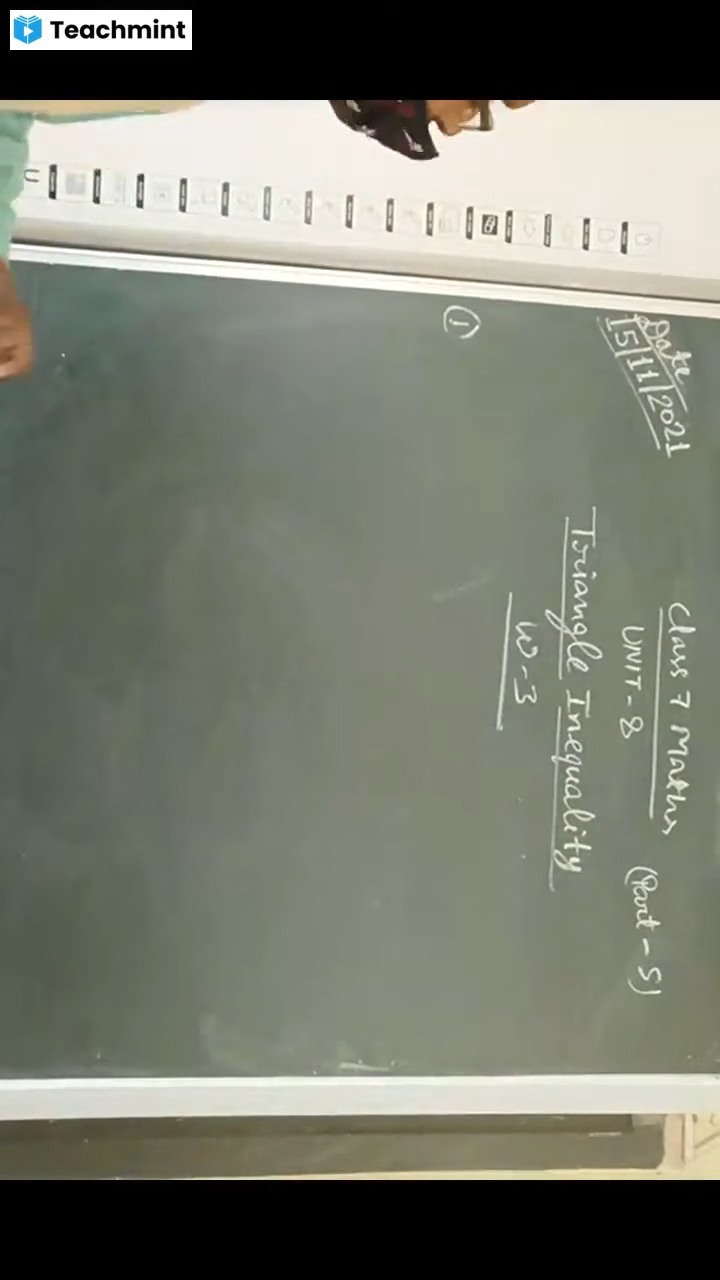 Teachmint
Date
15/11/2021
Class 7 Maths
UNIT - 8
(Part - 5)
Triangle Inequality
W - 3
1
U